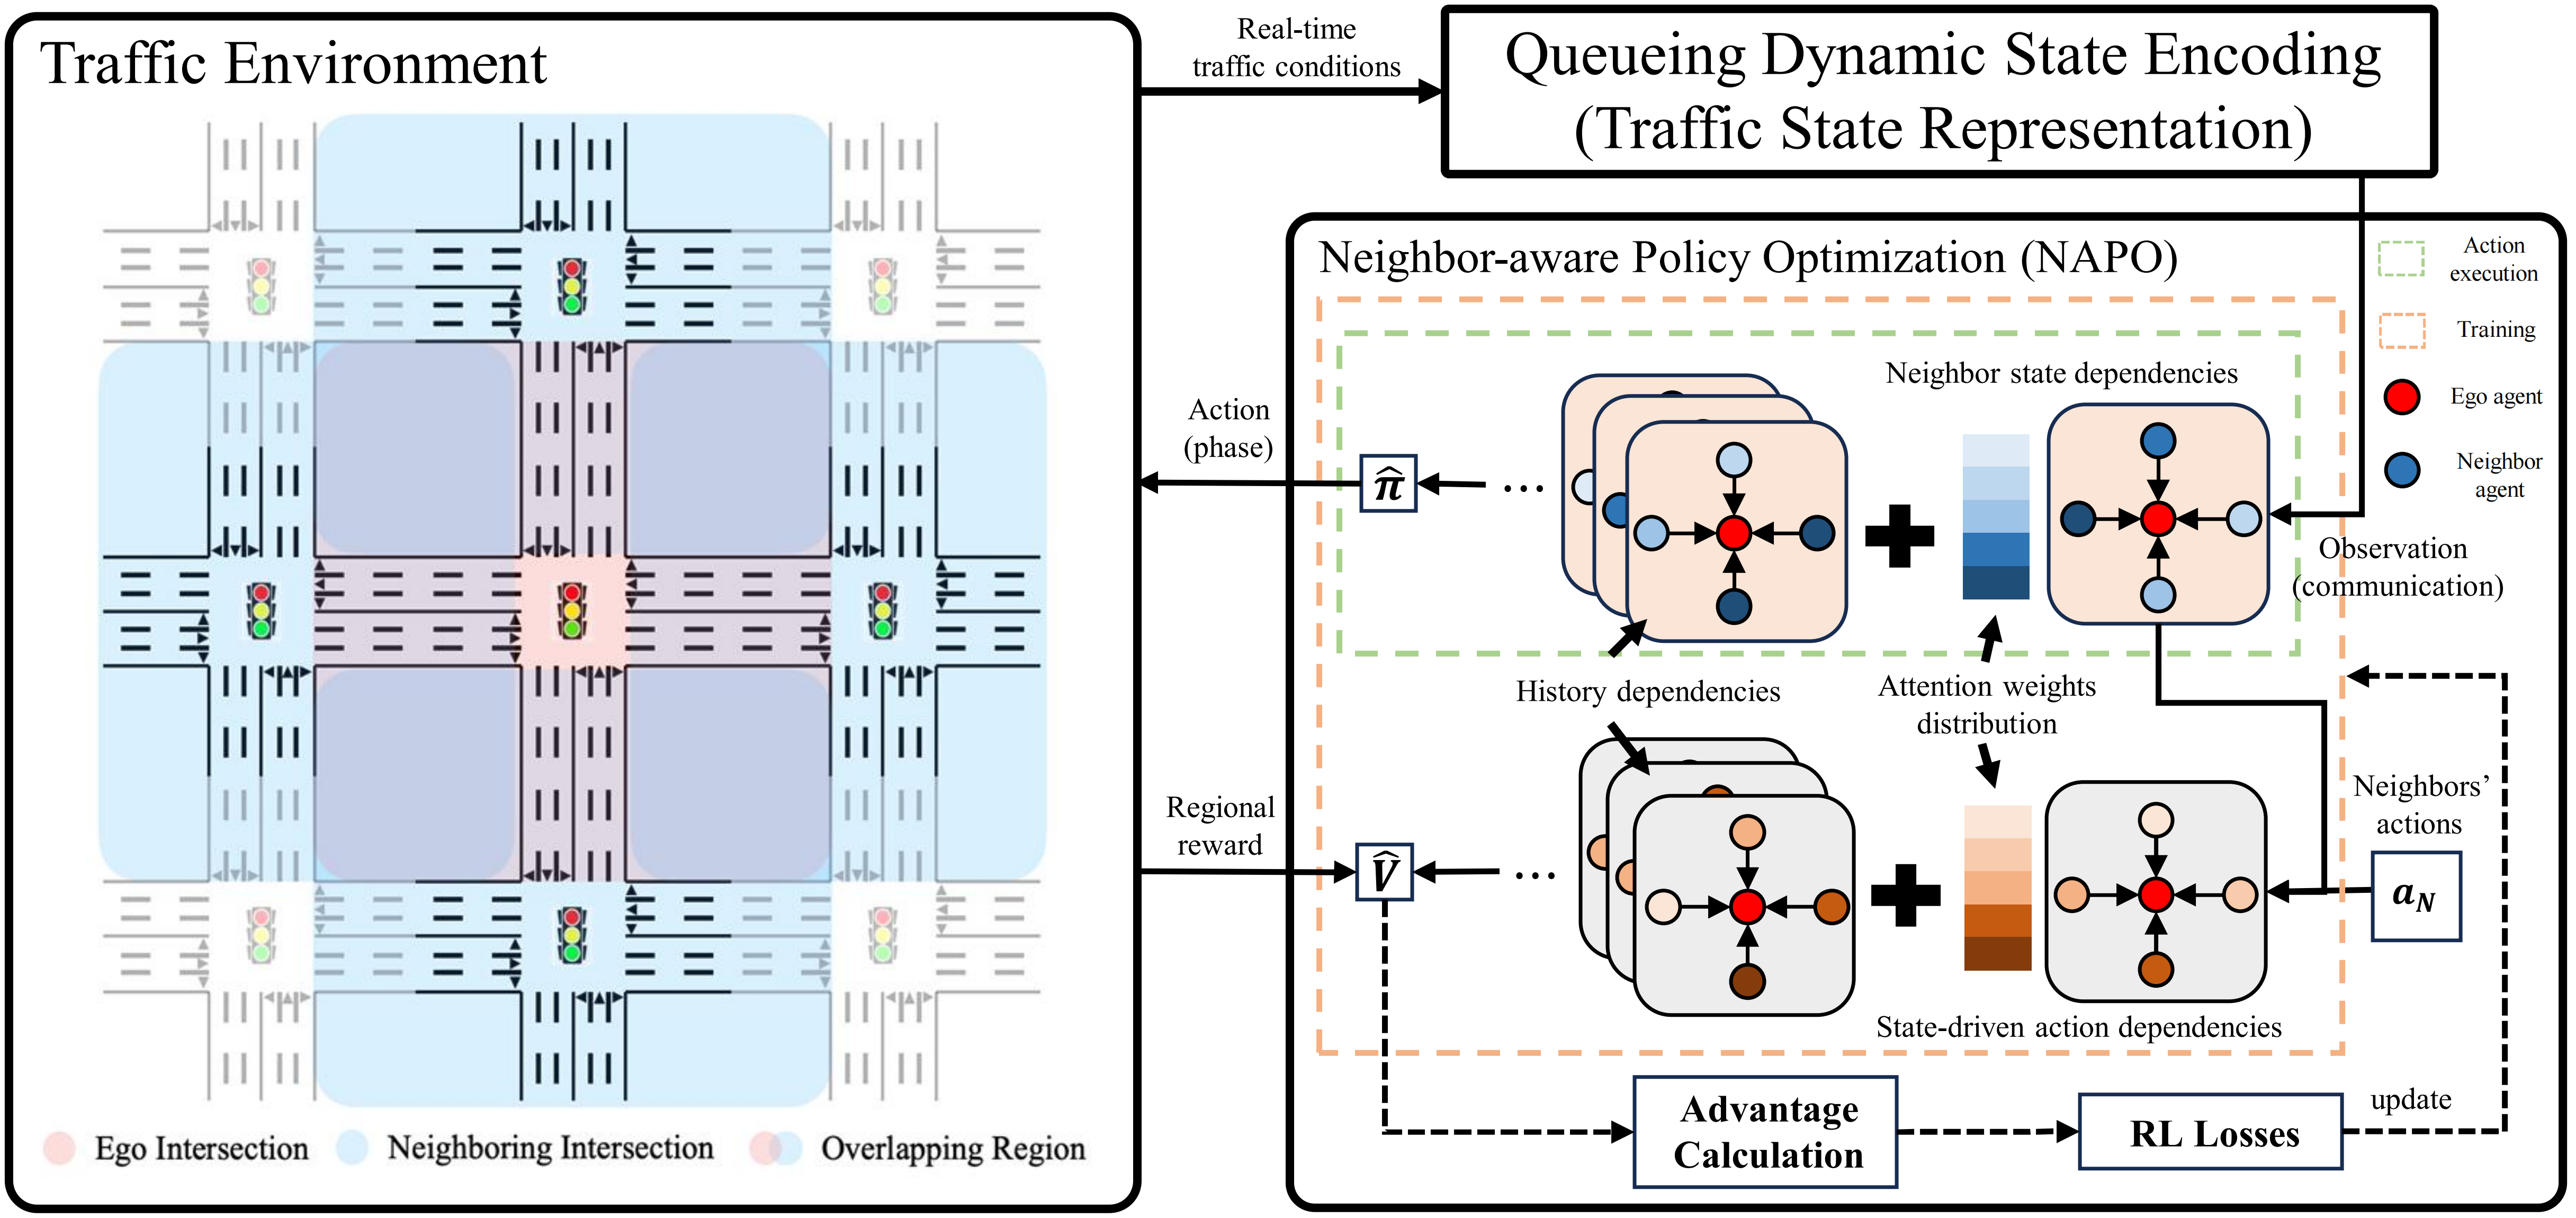 Traffic Environment
Ego Intersection
Neighboring Intersection
Overlapping Region
Real-time
traffic conditions
Queueing Dynamic State Encoding
(Traffic State Representation)
Action
(phase)
Regional
reward
Neighbor-aware Policy Optimization (NAPO)
Action
execution
Training
Ego agent
Neighbor
agent
Neighbor state dependencies
π̂
...
Observation
(communication)
History dependencies
Attention weights
distribution
Neighbors’
actions
V̂
...
a_N
State-driven action dependencies
Advantage
Calculation
RL Losses
update